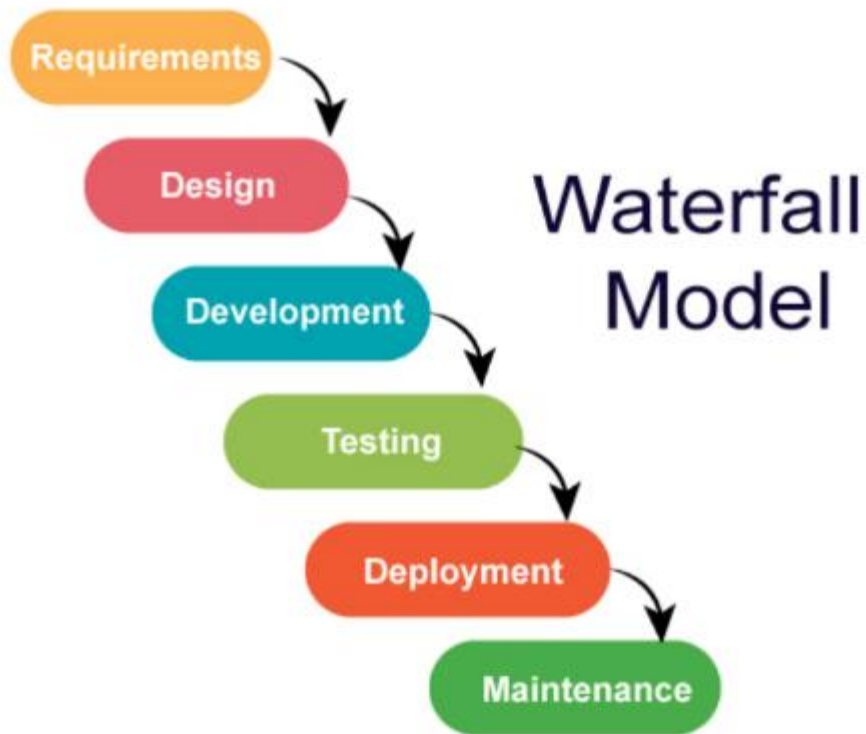 Requirements
Design
Waterfall
Model
Development
Testing
Deployment
Maintenance